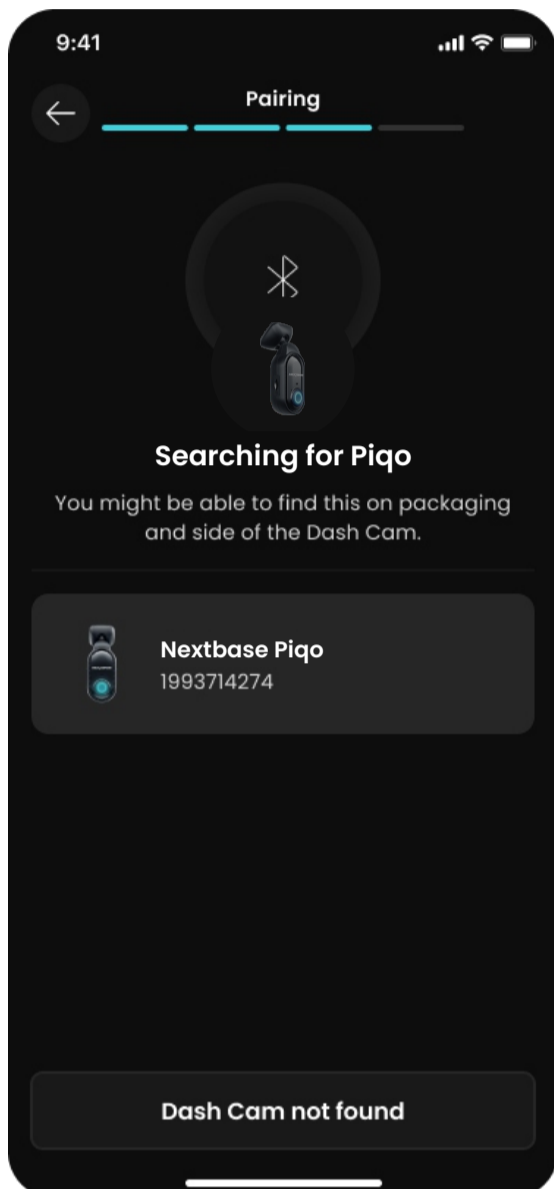 9:41
Pairing
Searching for Piqo
You might be able to find this on packaging
and side of the Dash Cam.
Nextbase Piqo
1993714274
Dash Cam not found